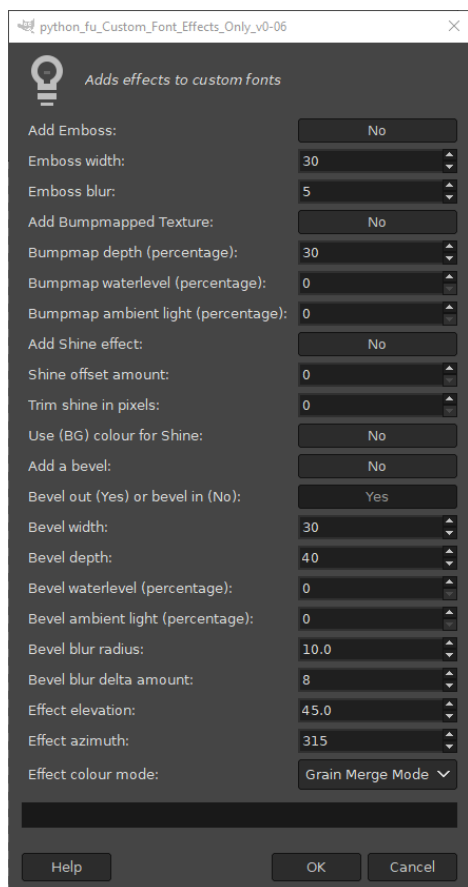 python_fu_Custom_Font_Effects_Only_v0-06
Adds effects to custom fonts
Add Emboss: No
Emboss width: 30
Emboss blur: 5
Add Bumpmapped Texture: No
Bumpmap depth (percentage): 30
Bumpmap waterlevel (percentage): 0
Bumpmap ambient light (percentage): 0
Add Shine effect: No
Shine offset amount: 0
Trim shine in pixels: 0
Use (BG) colour for Shine: No
Add a bevel: No
Bevel out (Yes) or bevel in (No): Yes
Bevel width: 30
Bevel depth: 40
Bevel waterlevel (percentage): 0
Bevel ambient light (percentage): 0
Bevel blur radius: 10.0
Bevel blur delta amount: 8
Effect elevation: 45.0
Effect azimuth: 315
Effect colour mode: Grain Merge Mode
Help OK Cancel